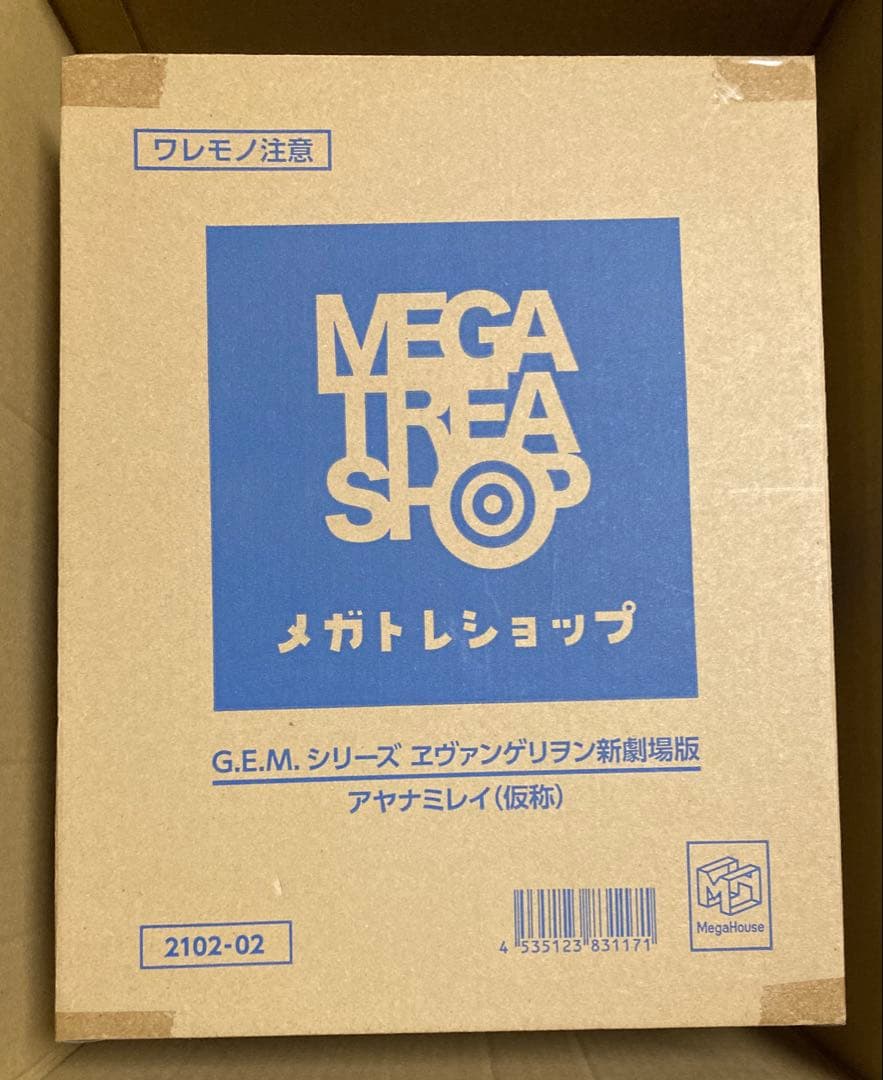 ワレモノ注意
MEGA
TREA
SHOP
メガトレショップ
G.E.M. シリーズ ヱヴァンゲリヲン新劇場版
アヤナミレイ(仮称)
MegaHouse
2102-02
4 535123 831171